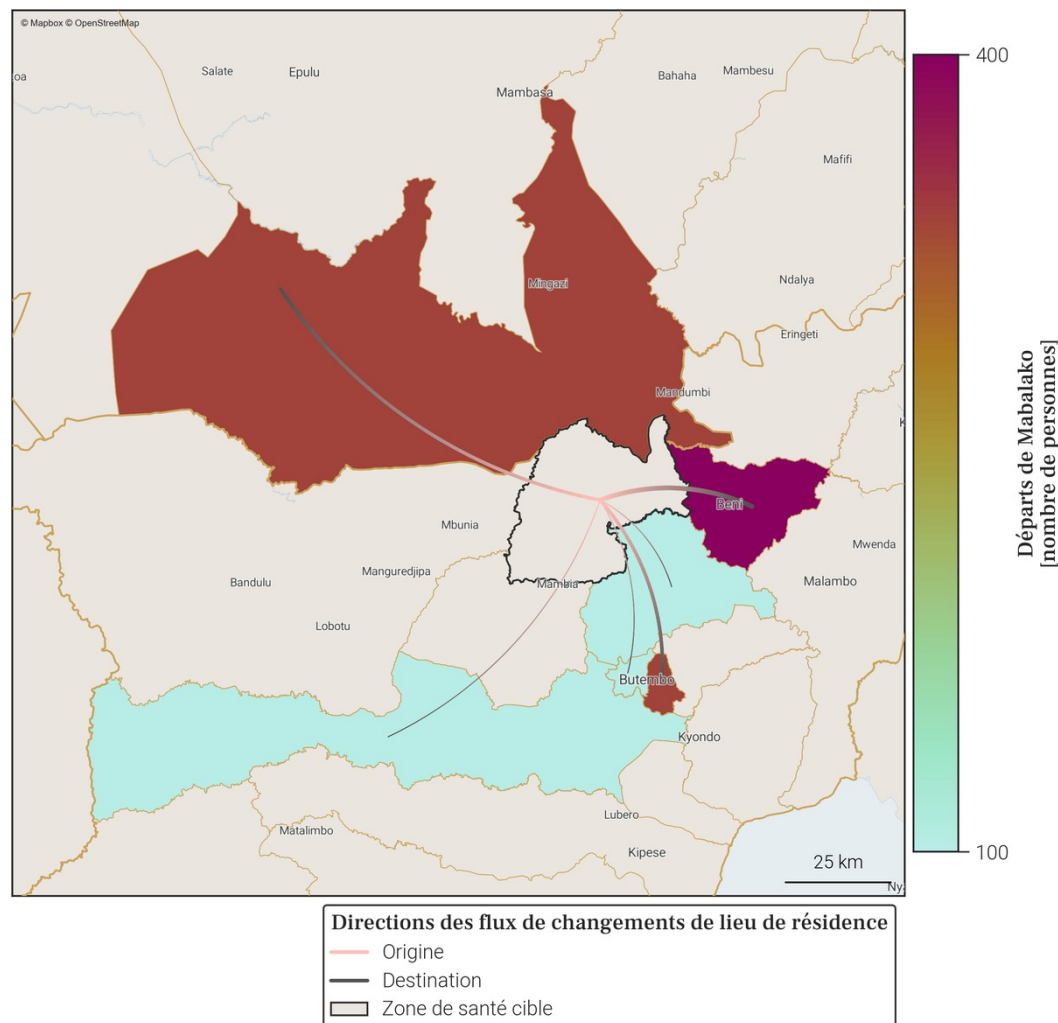 © Mapbox © OpenStreetMap
400
oa
Salate
Epulu
Mambasa
Bahaha
Mambesu
Mafifi
Ndalya
Mingazi
Eringeti
Mandumbi
K
Beni
Mbunia
Mwenda
Manguredjipa
Mambia
Malambo
Bandulu
Lobotu
Butembo
Kyondo
Lubero
Matalimbo
Kipese
25 km
Ny.
100
Départs de Mabalako
[nombre de personnes]
Directions des flux de changements de lieu de résidence
Origine
Destination
Zone de santé cible